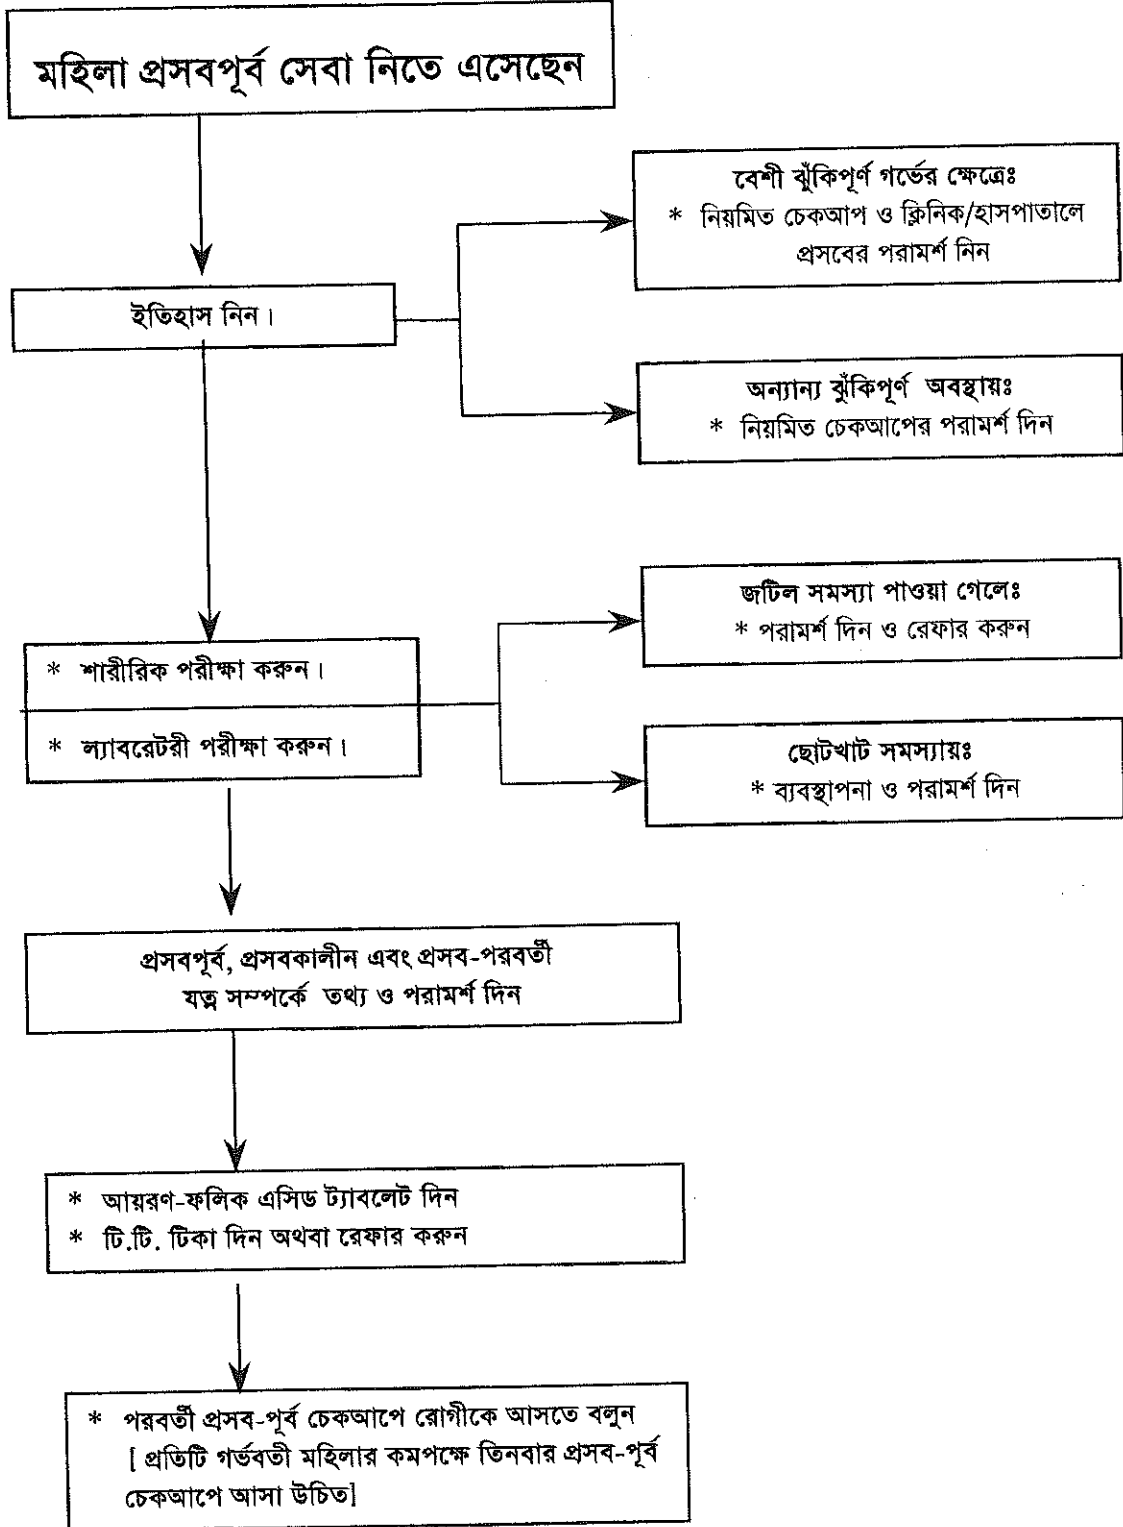 মহিলা প্রসবপূর্ব সেবা নিতে এসেছেন
বেশী ঝুঁকিপূর্ণ গর্ভের ক্ষেত্রেঃ
* নিয়মিত চেকআপ ও ক্লিনিক/হাসপাতালে
প্রসবের পরামর্শ নিন
ইতিহাস নিন।
অন্যান্য ঝুঁকিপূর্ণ অবস্থায়ঃ
* নিয়মিত চেকআপের পরামর্শ দিন
জটিল সমস্যা পাওয়া গেলেঃ
* পরামর্শ দিন ও রেফার করুন
* শারীরিক পরীক্ষা করুন।
* ল্যাবরেটরী পরীক্ষা করুন।
ছোটখাট সমস্যায়ঃ
* ব্যবস্থাপনা ও পরামর্শ দিন
প্রসবপূর্ব, প্রসবকালীন এবং প্রসব-পরবর্তী
যত্ন সম্পর্কে তথ্য ও পরামর্শ দিন
* আয়রণ-ফলিক এসিড ট্যাবলেট দিন
* টি.টি. টিকা দিন অথবা রেফার করুন
* পরবর্তী প্রসব-পূর্ব চেকআপে রোগীকে আসতে বলুন
[ প্রতিটি গর্ভবতী মহিলার কমপক্ষে তিনবার প্রসব-পূর্ব
চেকআপে আসা উচিত]